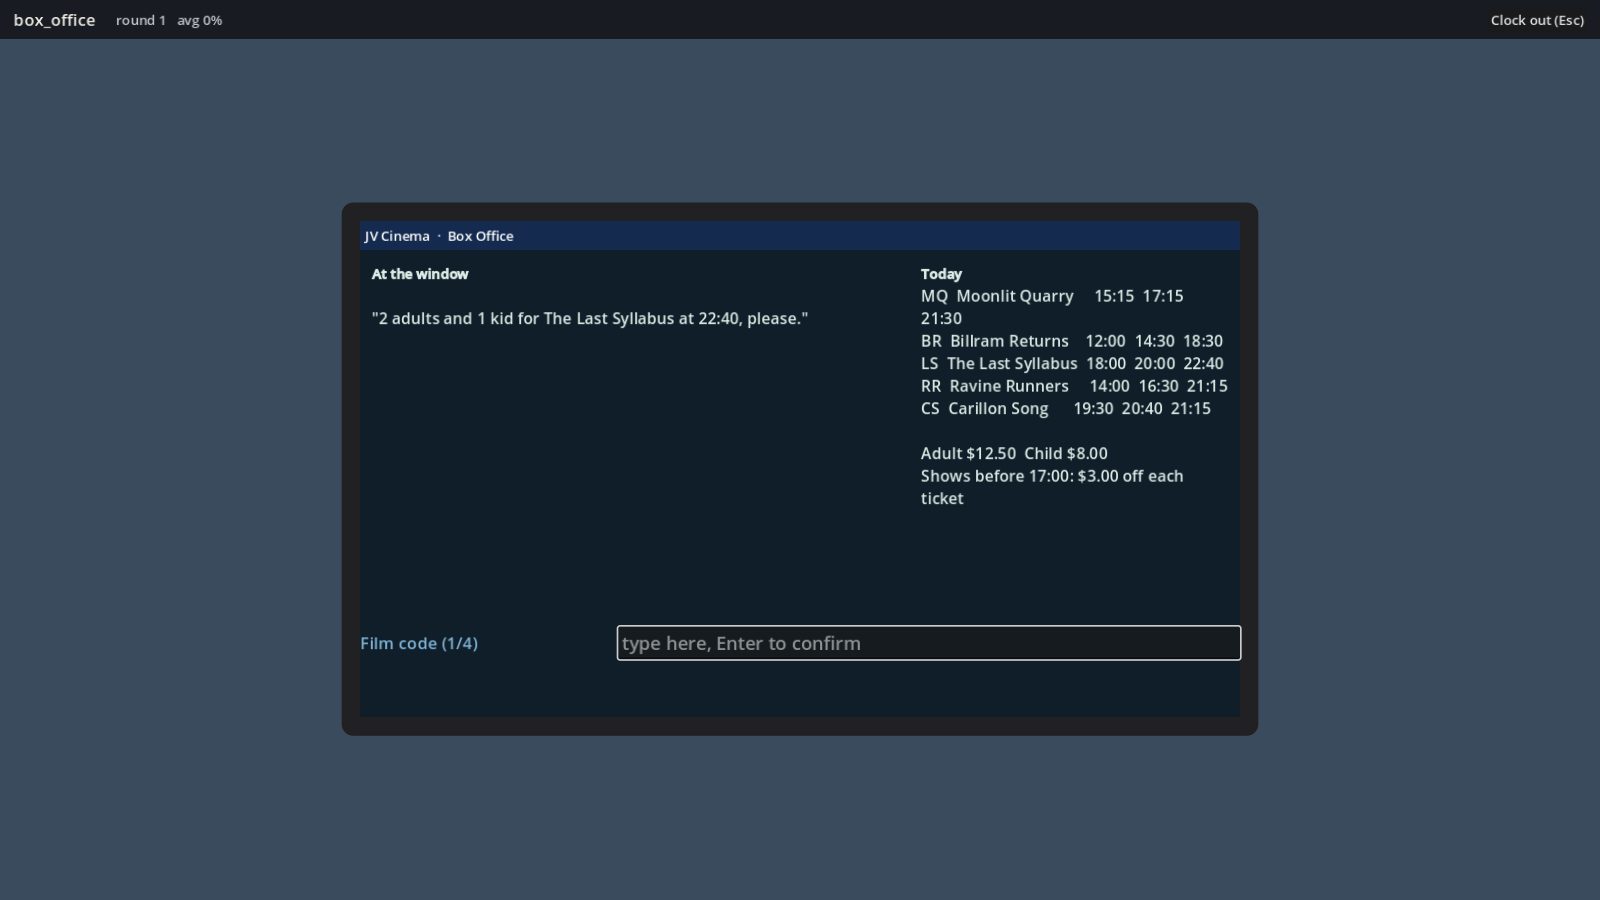 box_office round 1 avg 0% Clock out (Esc)
JV Cinema · Box Office
At the window
"2 adults and 1 kid for The Last Syllabus at 22:40, please."
Today
MQ Moonlit Quarry 15:15 17:15
21:30
BR Billram Returns 12:00 14:30 18:30
LS The Last Syllabus 18:00 20:00 22:40
RR Ravine Runners 14:00 16:30 21:15
CS Carillon Song 19:30 20:40 21:15
Adult $12.50 Child $8.00
Shows before 17:00: $3.00 off each
ticket
Film code (1/4) type here, Enter to confirm